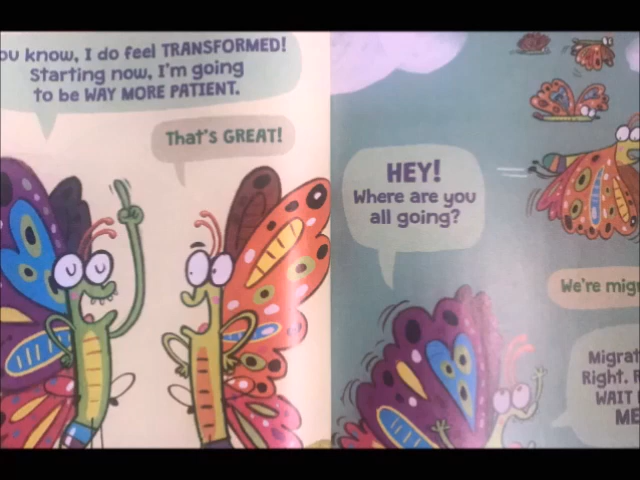 ou know, I do feel TRANSFORMED!
Starting now, I'm going
to be WAY MORE PATIENT.
That's GREAT!
HEY!
Where are you
all going?
We're migr
Migrat
Right. R
WAIT
ME